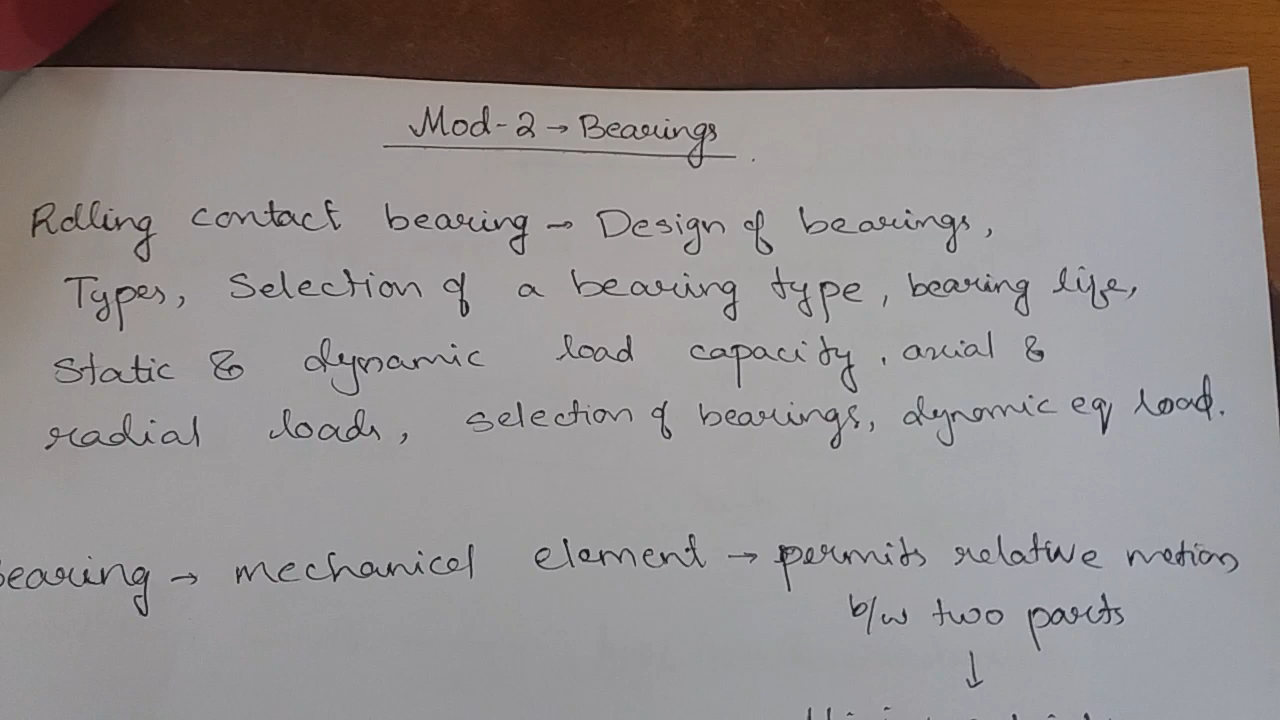 Mod-2 → Bearings
Rolling contact bearing → Design of bearings,
Types, Selection of a bearing type, bearing life,
Static & dynamic load capacity, axial &
radial loads, selection of bearings, dynamic eq load.
Bearing → mechanical element → permits relative motion
b/w two parts
↓